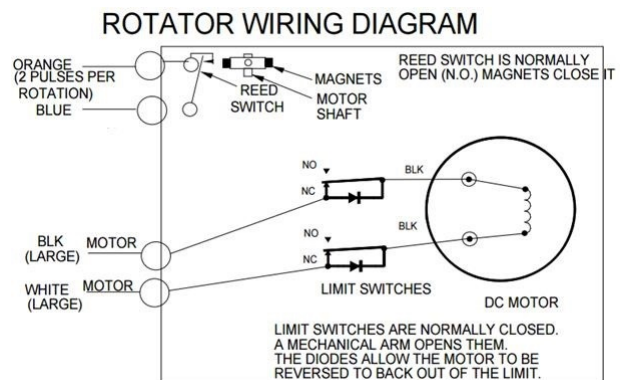 ROTATOR WIRING DIAGRAM
ORANGE
(2 PULSES PER
ROTATION)
BLUE
REED
SWITCH
MAGNETS
MOTOR
SHAFT
REED SWITCH IS NORMALLY
OPEN (N.O.) MAGNETS CLOSE IT
NO
NC
BLK
NO
NC
BLK
BLK
(LARGE)
MOTOR
WHITE
(LARGE)
MOTOR
LIMIT SWITCHES
DC MOTOR
LIMIT SWITCHES ARE NORMALLY CLOSED.
A MECHANICAL ARM OPENS THEM.
THE DIODES ALLOW THE MOTOR TO BE
REVERSED TO BACK OUT OF THE LIMIT.